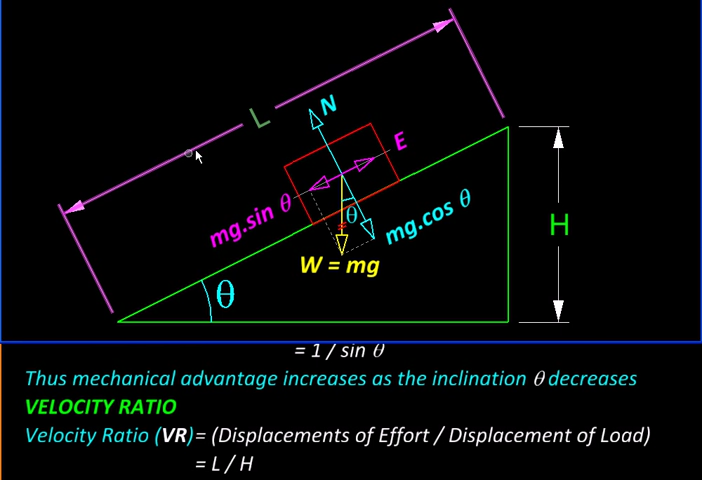 L
N
E
mg.sin θ
θ
mg.cos θ
W = mg
θ
H
= 1 / sin θ
Thus mechanical advantage increases as the inclination θ decreases
VELOCITY RATIO
Velocity Ratio (VR) = (Displacements of Effort / Displacement of Load)
= L / H